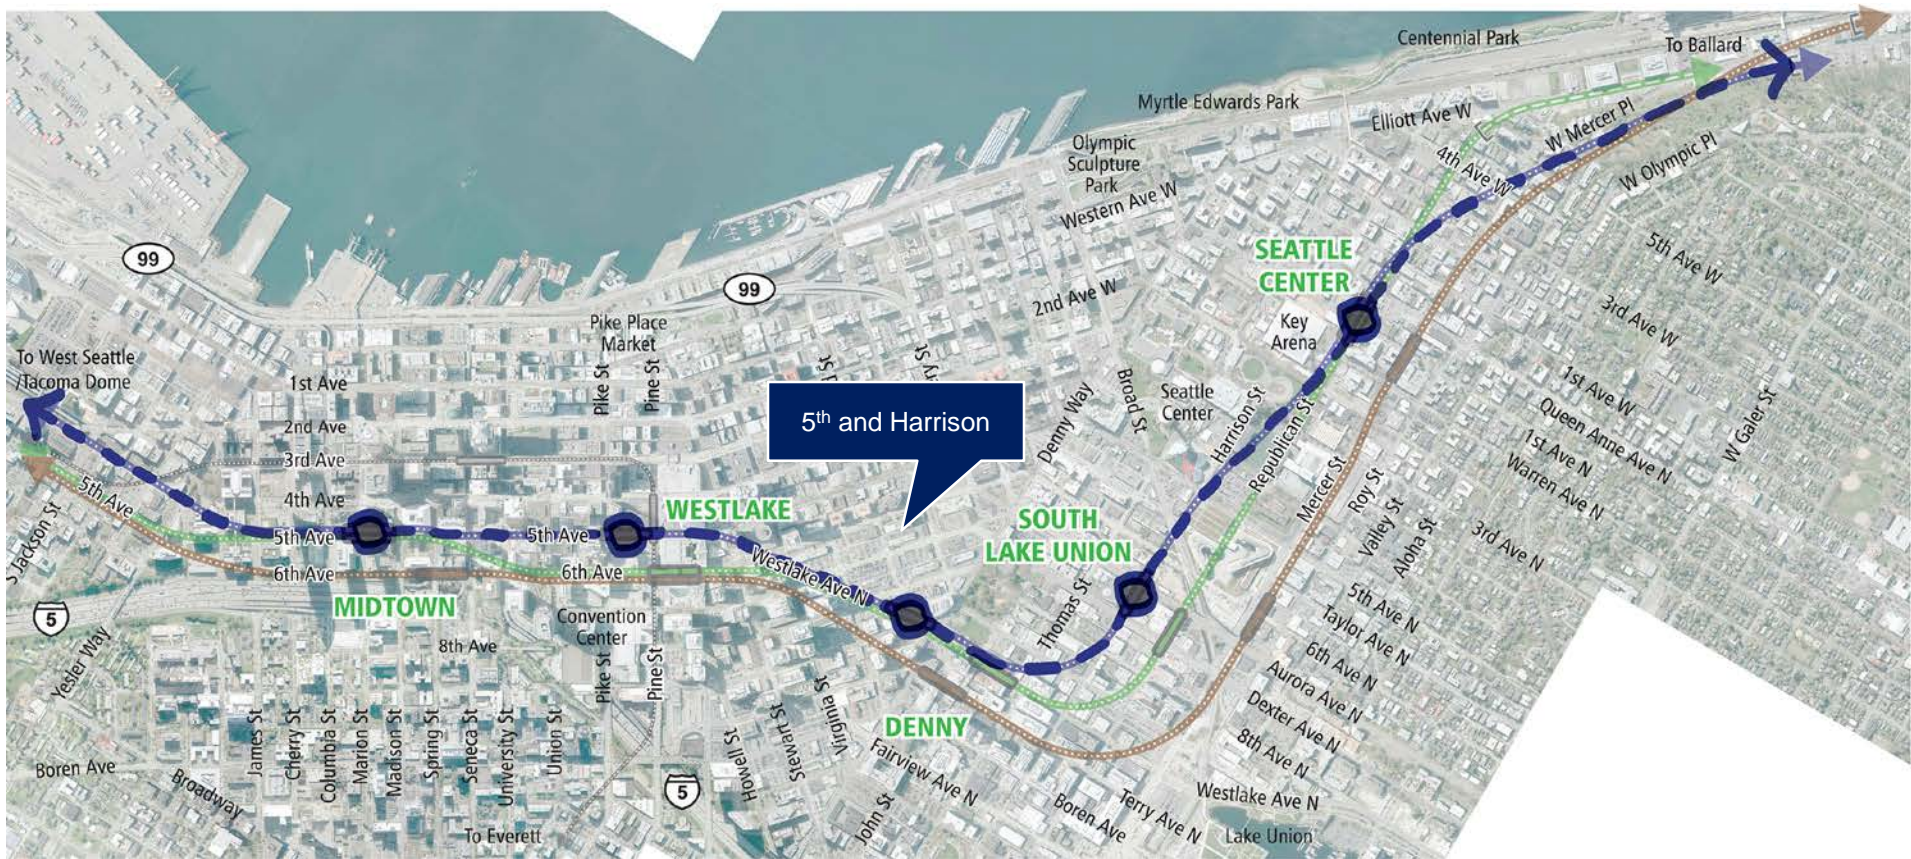 Centennial Park
To Ballard
Myrtle Edwards Park
Elliott Ave W
W Mercer Pl
Olympic
Sculpture
Park
4th Ave W
W Olympic Pl
Western Ave W
SEATTLE
CENTER
5th Ave W
99
99
2nd Ave W
3rd Ave W
Key
Arena
Pike Place
Market
To West Seattle
/Tacoma Dome
1st Ave
Pike St
Pine St
Denny Way
Broad St
Seattle
Center
Harrison St
Republican St
1st Ave W
Queen Anne Ave N
1st Ave N
Warren Ave N
W Galer St
5th and Harrison
2nd Ave
3rd Ave
4th Ave
5th Ave
5th Ave
5th Ave
WESTLAKE
SOUTH
LAKE UNION
Mercer St
Roy St
Valley St
Aloha St
3rd Ave N
S Jackson St
6th Ave
6th Ave
Westlake Ave N
MIDTOWN
5
Convention
Center
Thomas St
5th Ave N
Taylor Ave N
6th Ave N
Aurora Ave N
Dexter Ave N
8th Ave N
Yesler Way
8th Ave
Pike St
Pine St
DENNY
James St
Cherry St
Columbia St
Marion St
Madison St
Spring St
Seneca St
University St
Union St
Howell St
Stewart St
Virginia St
Fairview Ave N
Boren Ave
Broadway
5
John St
Boren Ave
Terry Ave N
Westlake Ave N
To Everett
Lake Union